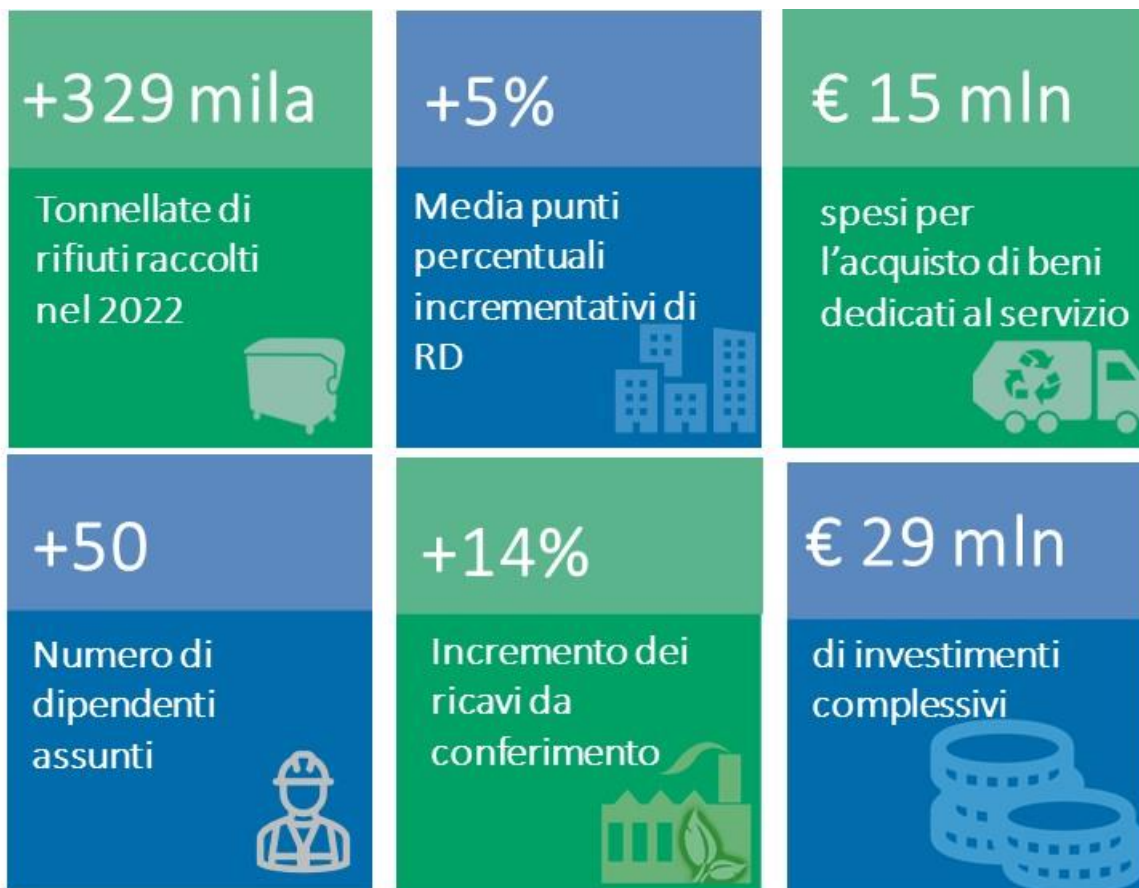 +329 mila
Tonnellate di
rifiuti raccolti
nel 2022
+5%
Media punti
percentuali
incrementativi di
RD
€ 15 mln
spesi per
l’acquisto di beni
dedicati al servizio
+50
Numero di
dipendenti
assunti
+14%
Incremento dei
ricavi da
conferimento
€ 29 mln
di investimenti
complessivi